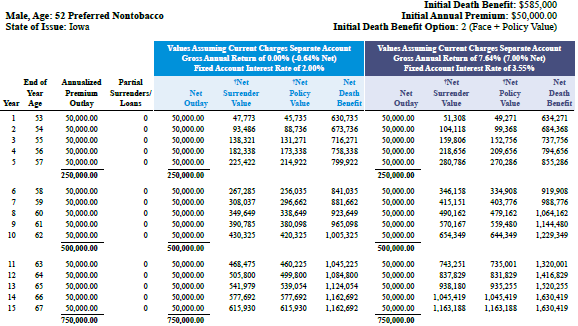 Initial Death Benefit: $585,000
Male, Age: 52 Preferred Nontobacco Initial Annual Premium: $50,000.00
State of Issue: Iowa Initial Death Benefit Option: 2 (Face + Policy Value)
Values Assuming Current Charges Separate Account Values Assuming Current Charges Separate Account
Gross Annual Return of 0.00% (-0.64% Net) Gross Annual Return of 7.64% (7.00% Net)
Fixed Account Interest Rate of 2.00% Fixed Account Interest Rate of 3.55%
End of Annualized Partial ¹Net ¹Net Net ¹Net ¹Net Net
Year Premium Surrenders/ Net Surrender Policy Death Net Surrender Policy Death
Year Age Outlay Loans Outlay Value Value Benefit Outlay Value Value Benefit
1 53 50,000.00 0 50,000.00 47,773 45,735 630,735 50,000.00 51,308 49,271 634,271
2 54 50,000.00 0 50,000.00 93,486 88,736 673,736 50,000.00 104,118 99,368 684,368
3 55 50,000.00 0 50,000.00 138,321 131,271 716,271 50,000.00 159,806 152,756 737,756
4 56 50,000.00 0 50,000.00 182,338 173,338 758,338 50,000.00 218,656 209,656 794,656
5 57 50,000.00 0 50,000.00 225,422 214,922 799,922 50,000.00 280,786 270,286 855,286
250,000.00 250,000.00 250,000.00
6 58 50,000.00 0 50,000.00 267,285 256,035 841,035 50,000.00 346,158 334,908 919,908
7 59 50,000.00 0 50,000.00 308,037 296,662 881,662 50,000.00 415,151 403,776 988,776
8 60 50,000.00 0 50,000.00 349,649 338,649 923,649 50,000.00 490,162 479,162 1,064,162
9 61 50,000.00 0 50,000.00 390,785 380,098 965,098 50,000.00 570,167 559,480 1,144,480
10 62 50,000.00 0 50,000.00 430,325 420,325 1,005,325 50,000.00 654,349 644,349 1,229,349
500,000.00 500,000.00 500,000.00
11 63 50,000.00 0 50,000.00 468,475 460,225 1,045,225 50,000.00 743,251 735,001 1,320,001
12 64 50,000.00 0 50,000.00 505,800 499,800 1,084,800 50,000.00 837,829 831,829 1,416,829
13 65 50,000.00 0 50,000.00 541,979 539,054 1,124,054 50,000.00 938,180 935,255 1,520,255
14 66 50,000.00 0 50,000.00 577,692 577,692 1,162,692 50,000.00 1,045,419 1,045,419 1,630,419
15 67 50,000.00 0 50,000.00 615,930 615,930 1,162,692 50,000.00 1,163,188 1,163,188 1,630,419
750,000.00 750,000.00 750,000.00